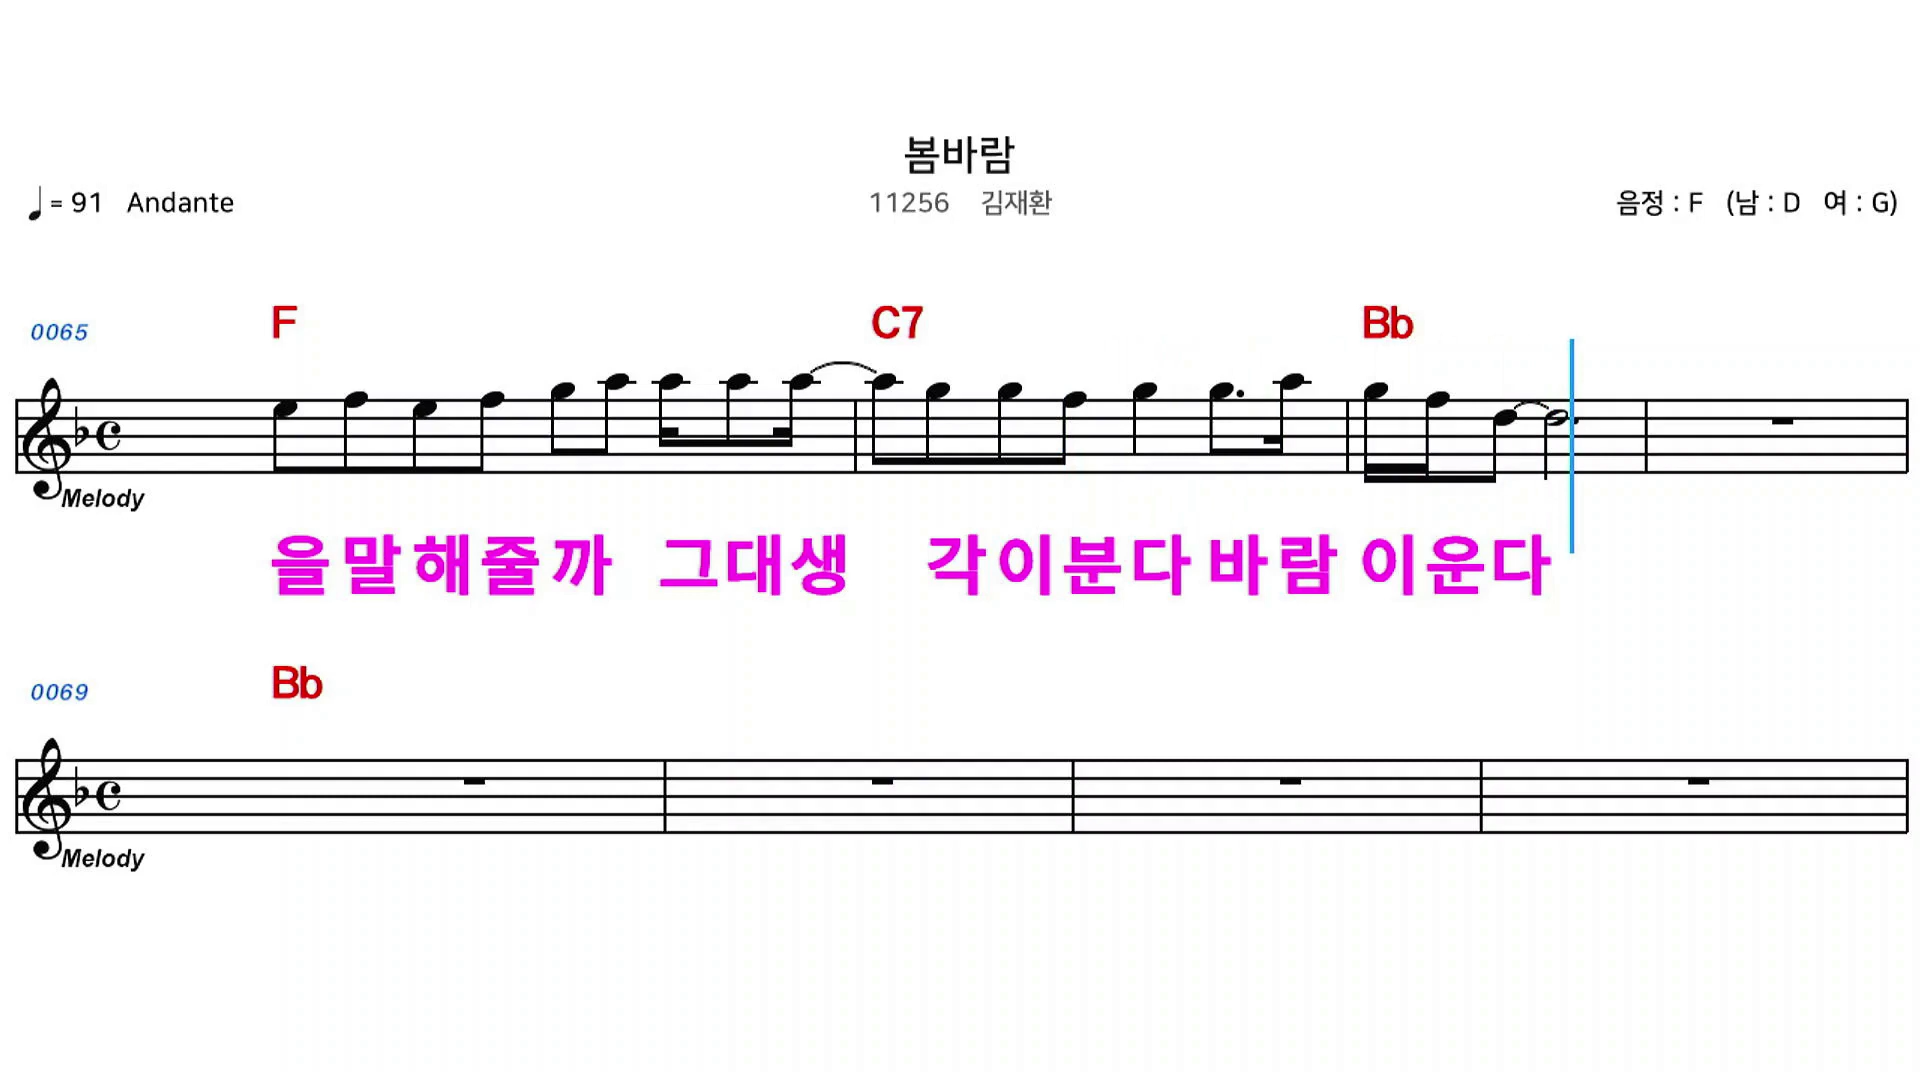 봄바람
♩= 91 Andante 11256 김재환 음정 : F (남 : D 여 : G)
0065 F C7 Bb
Melody
을말해줄까 그대생 각이분다바람 이운다
0069 Bb
Melody